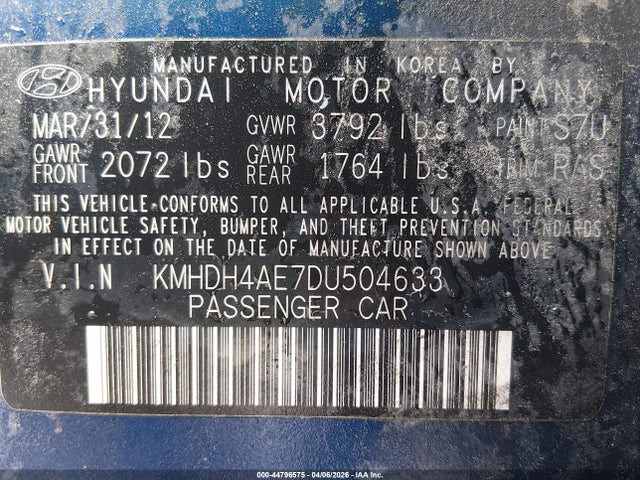 MANUFACTURED IN KOREA BY
HYUNDAI MOTOR COMPANY
MAR/31/12 GVWR 3792 lbs PAINT S7U
GAWR FRONT 2072 lbs GAWR REAR 1764 lbs TRIM RAS
THIS VEHICLE CONFORMS TO ALL APPLICABLE U.S.A. FEDERAL
MOTOR VEHICLE SAFETY, BUMPER, AND THEFT PREVENTION STANDARDS
IN EFFECT ON THE DATE OF MANUFACTURE SHOWN ABOVE.
V.I.N KMHDH4AE7DU504633
PASSENGER CAR
000-44796575 04/06/2026 - IAA Inc.